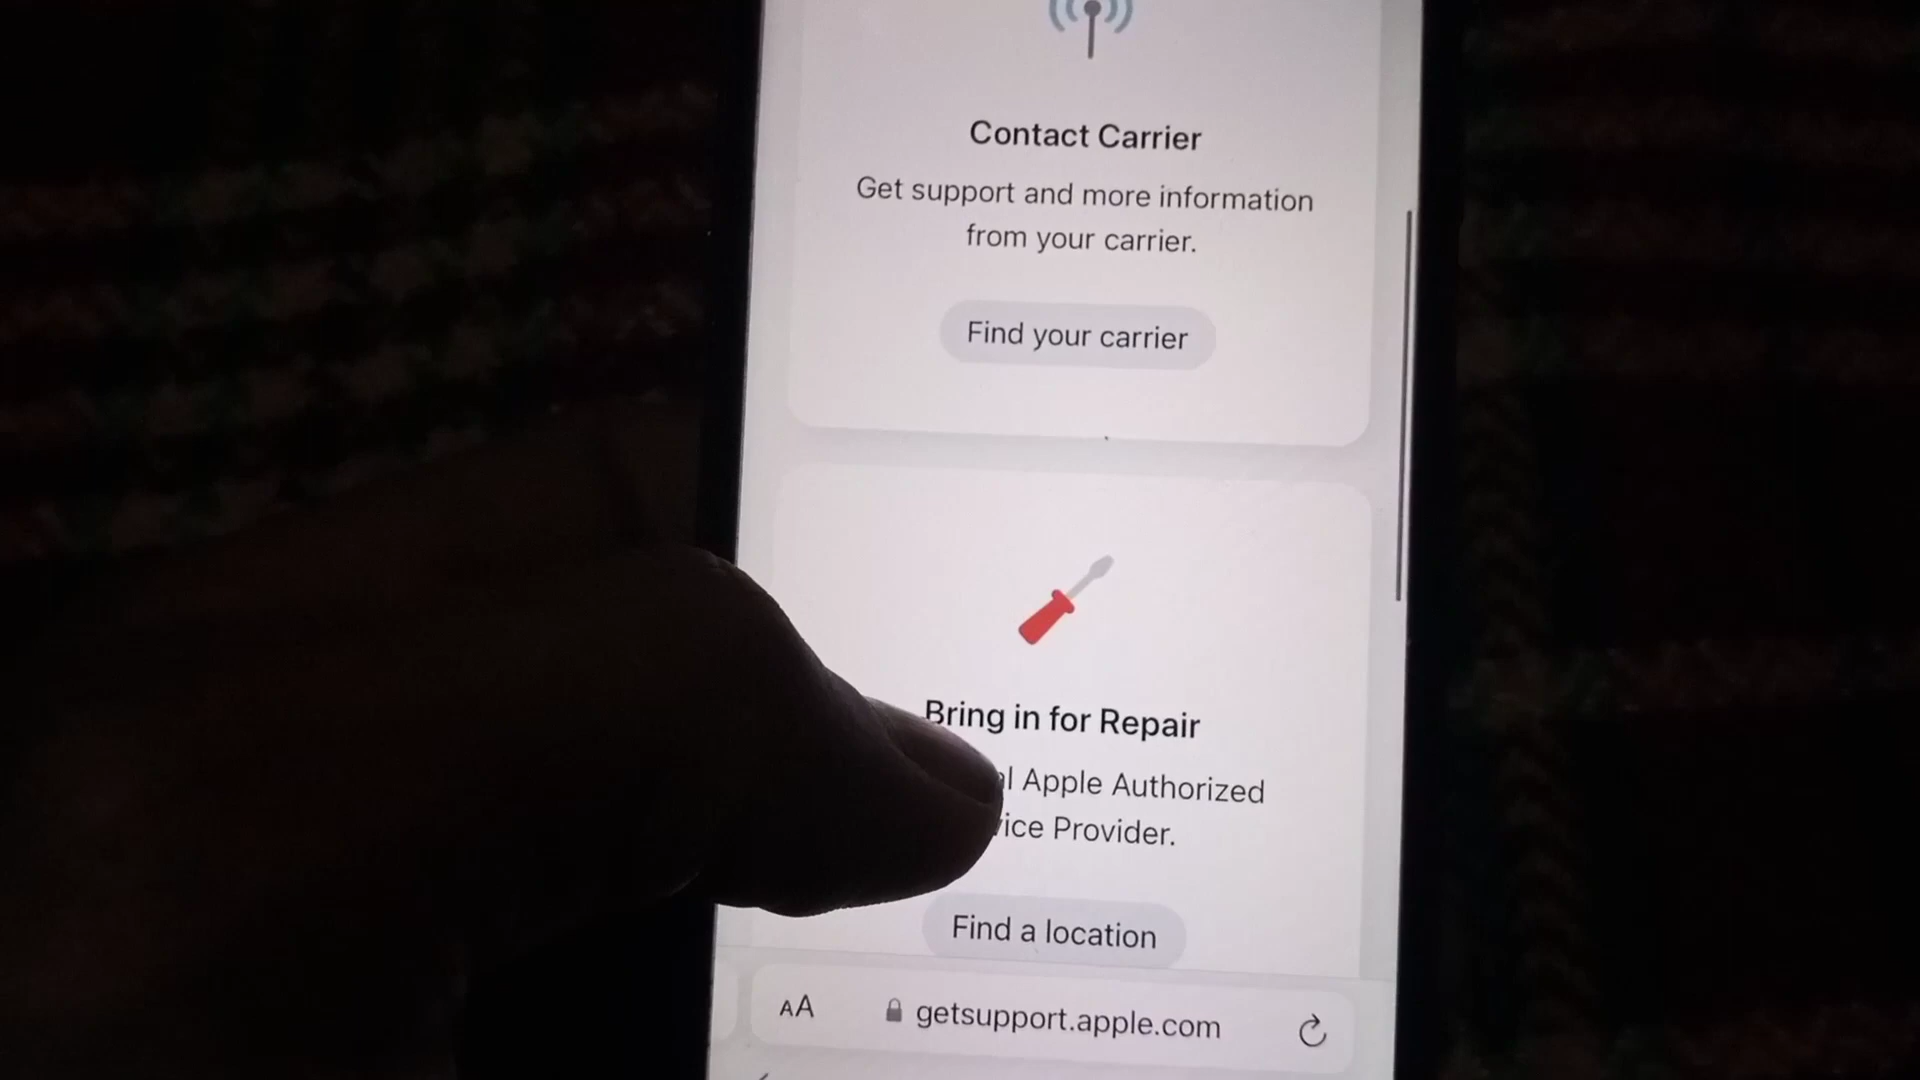 Contact Carrier
Get support and more information
from your carrier.
Find your carrier
Bring in for Repair
Apple Authorized
Provider.
Find a location
AA
getsupport.apple.com